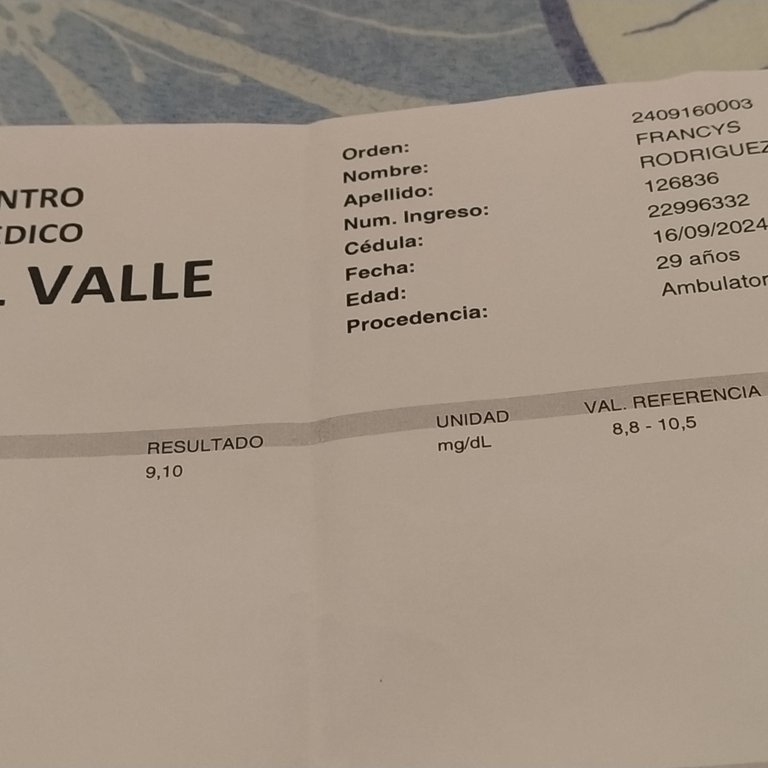 NTRO
EDICO
L VALLE
Orden: 2409160003
Nombre: FRANCYS
Apellido: RODRIGUEZ
Num. Ingreso: 126836
Cédula: 22996332
Fecha: 16/09/2024
Edad: 29 años
Procedencia: Ambulator
RESULTADO UNIDAD VAL. REFERENCIA
9,10 mg/dL 8,8 - 10,5